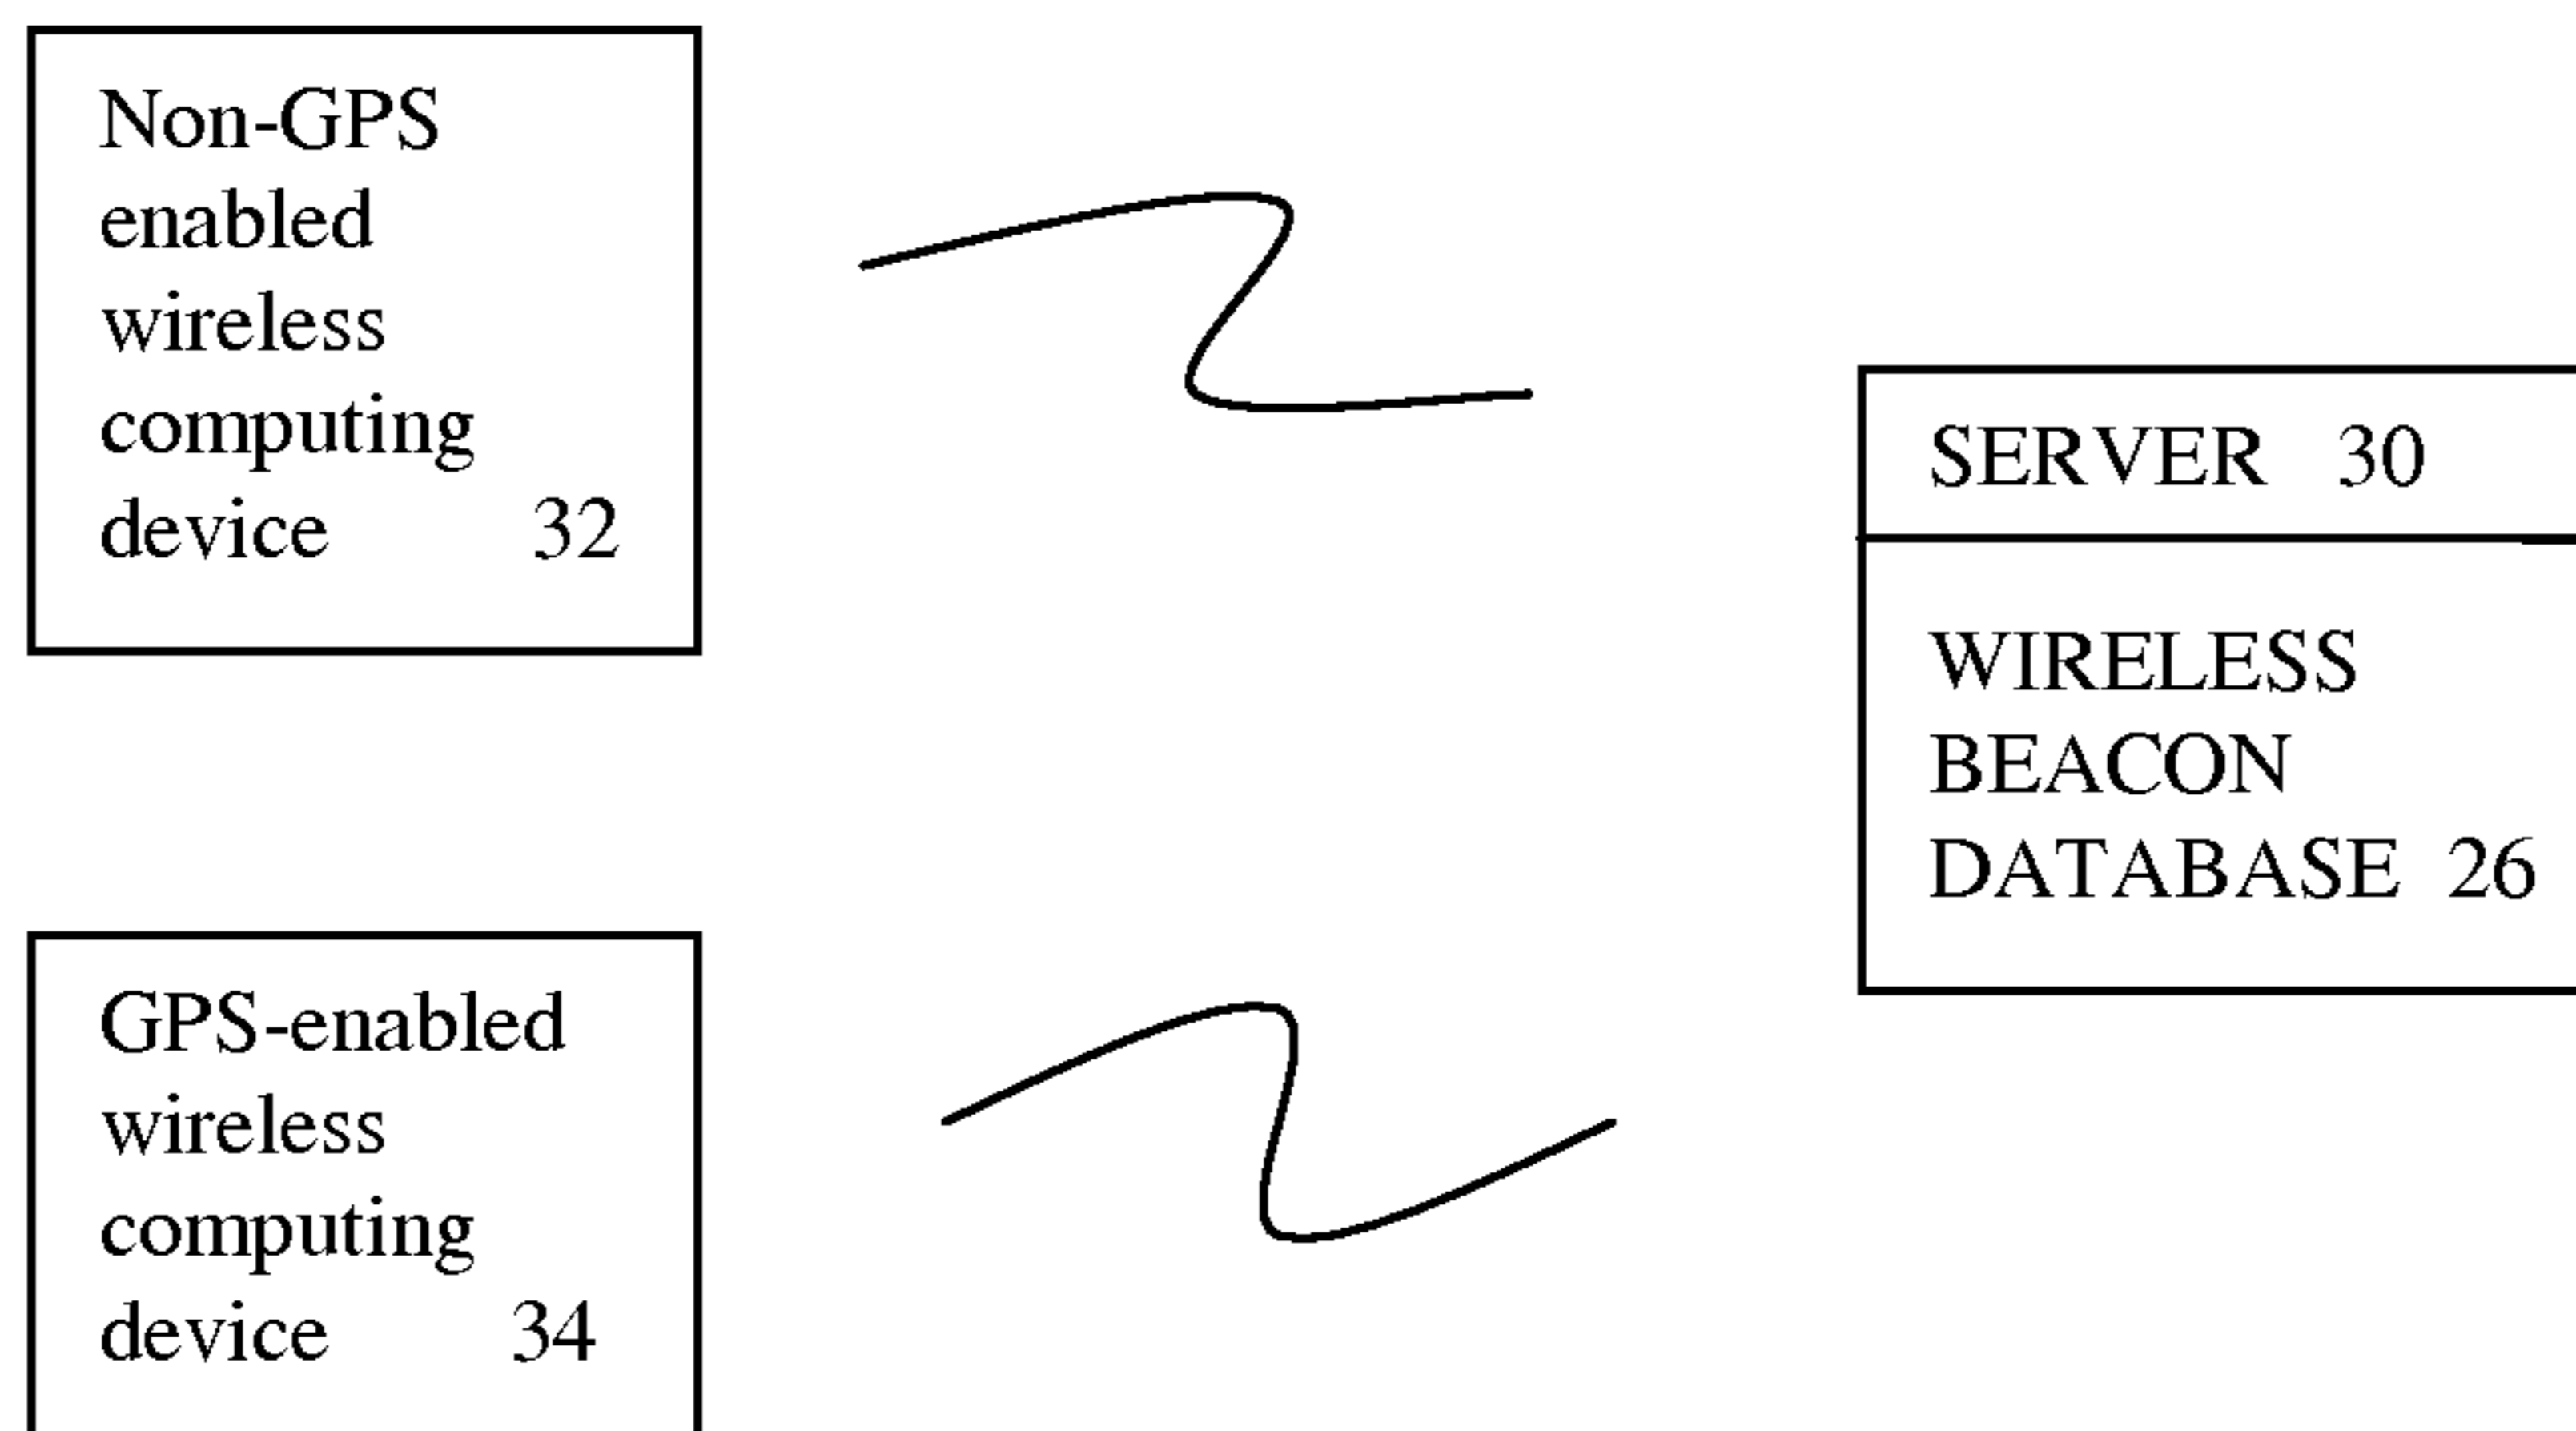 Non-GPS
enabled
wireless
computing
device 32
SERVER 30
WIRELESS
BEACON
DATABASE 26
GPS-enabled
wireless
computing
device 34